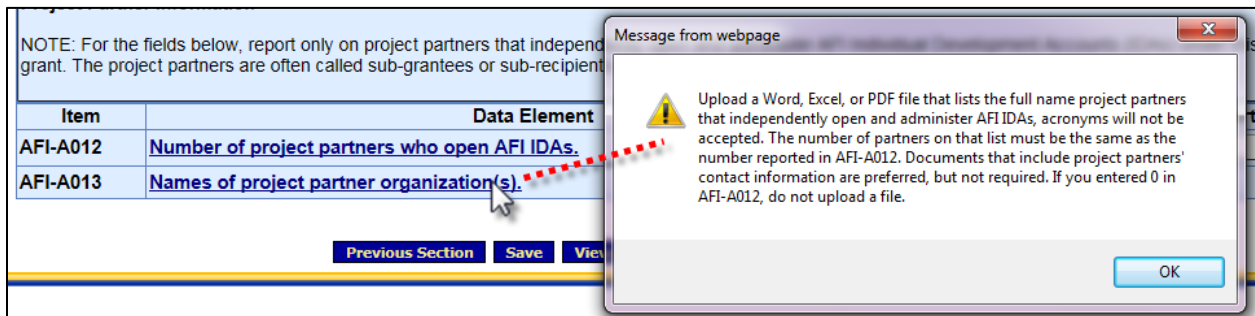 NOTE: For the fields below, report only on project partners that independ
grant. The project partners are often called sub-grantees or sub-recipient
Item Data Element
AFI-A012 Number of project partners who open AFI IDAs.
AFI-A013 Names of project partner organization(s).
Previous Section Save Vie
Message from webpage
Upload a Word, Excel, or PDF file that lists the full name project partners
that independently open and administer AFI IDAs, acronyms will not be
accepted. The number of partners on that list must be the same as the
number reported in AFI-A012. Documents that include project partners'
contact information are preferred, but not required. If you entered 0 in
AFI-A012, do not upload a file.
OK